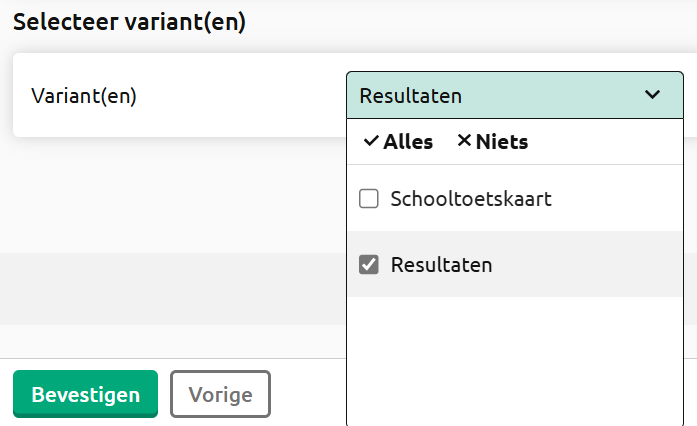 Selecteer variant(en)
Variant(en)
Resultaten
Alles Niets
Schooltoetskaart
Resultaten
Bevestigen Vorige